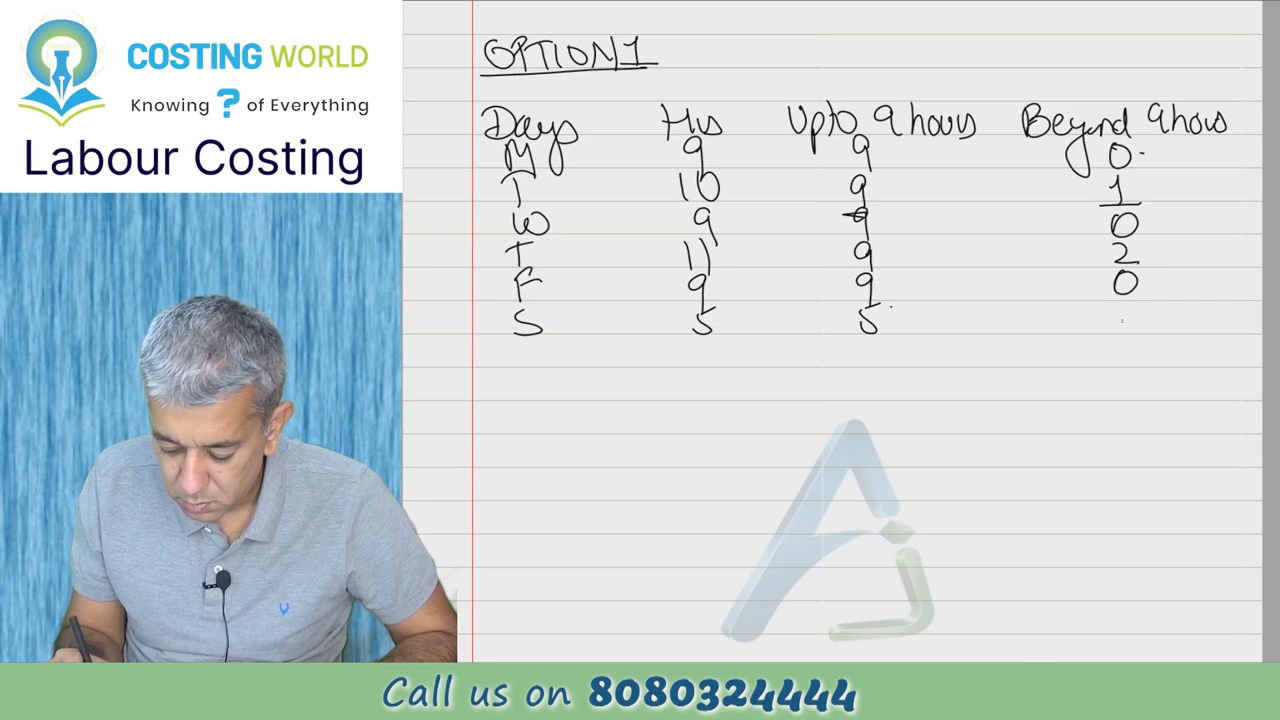 COSTING WORLD
Knowing ? of Everything
Labour Costing
OPTION 1
Days Hrs Upto 9 hours Beyond 9 hours
M 9 9 0
T 10 9 1
W 9 9 0
T 11 9 2
F 9 9 0
S 5 5
Call us on 8080324444